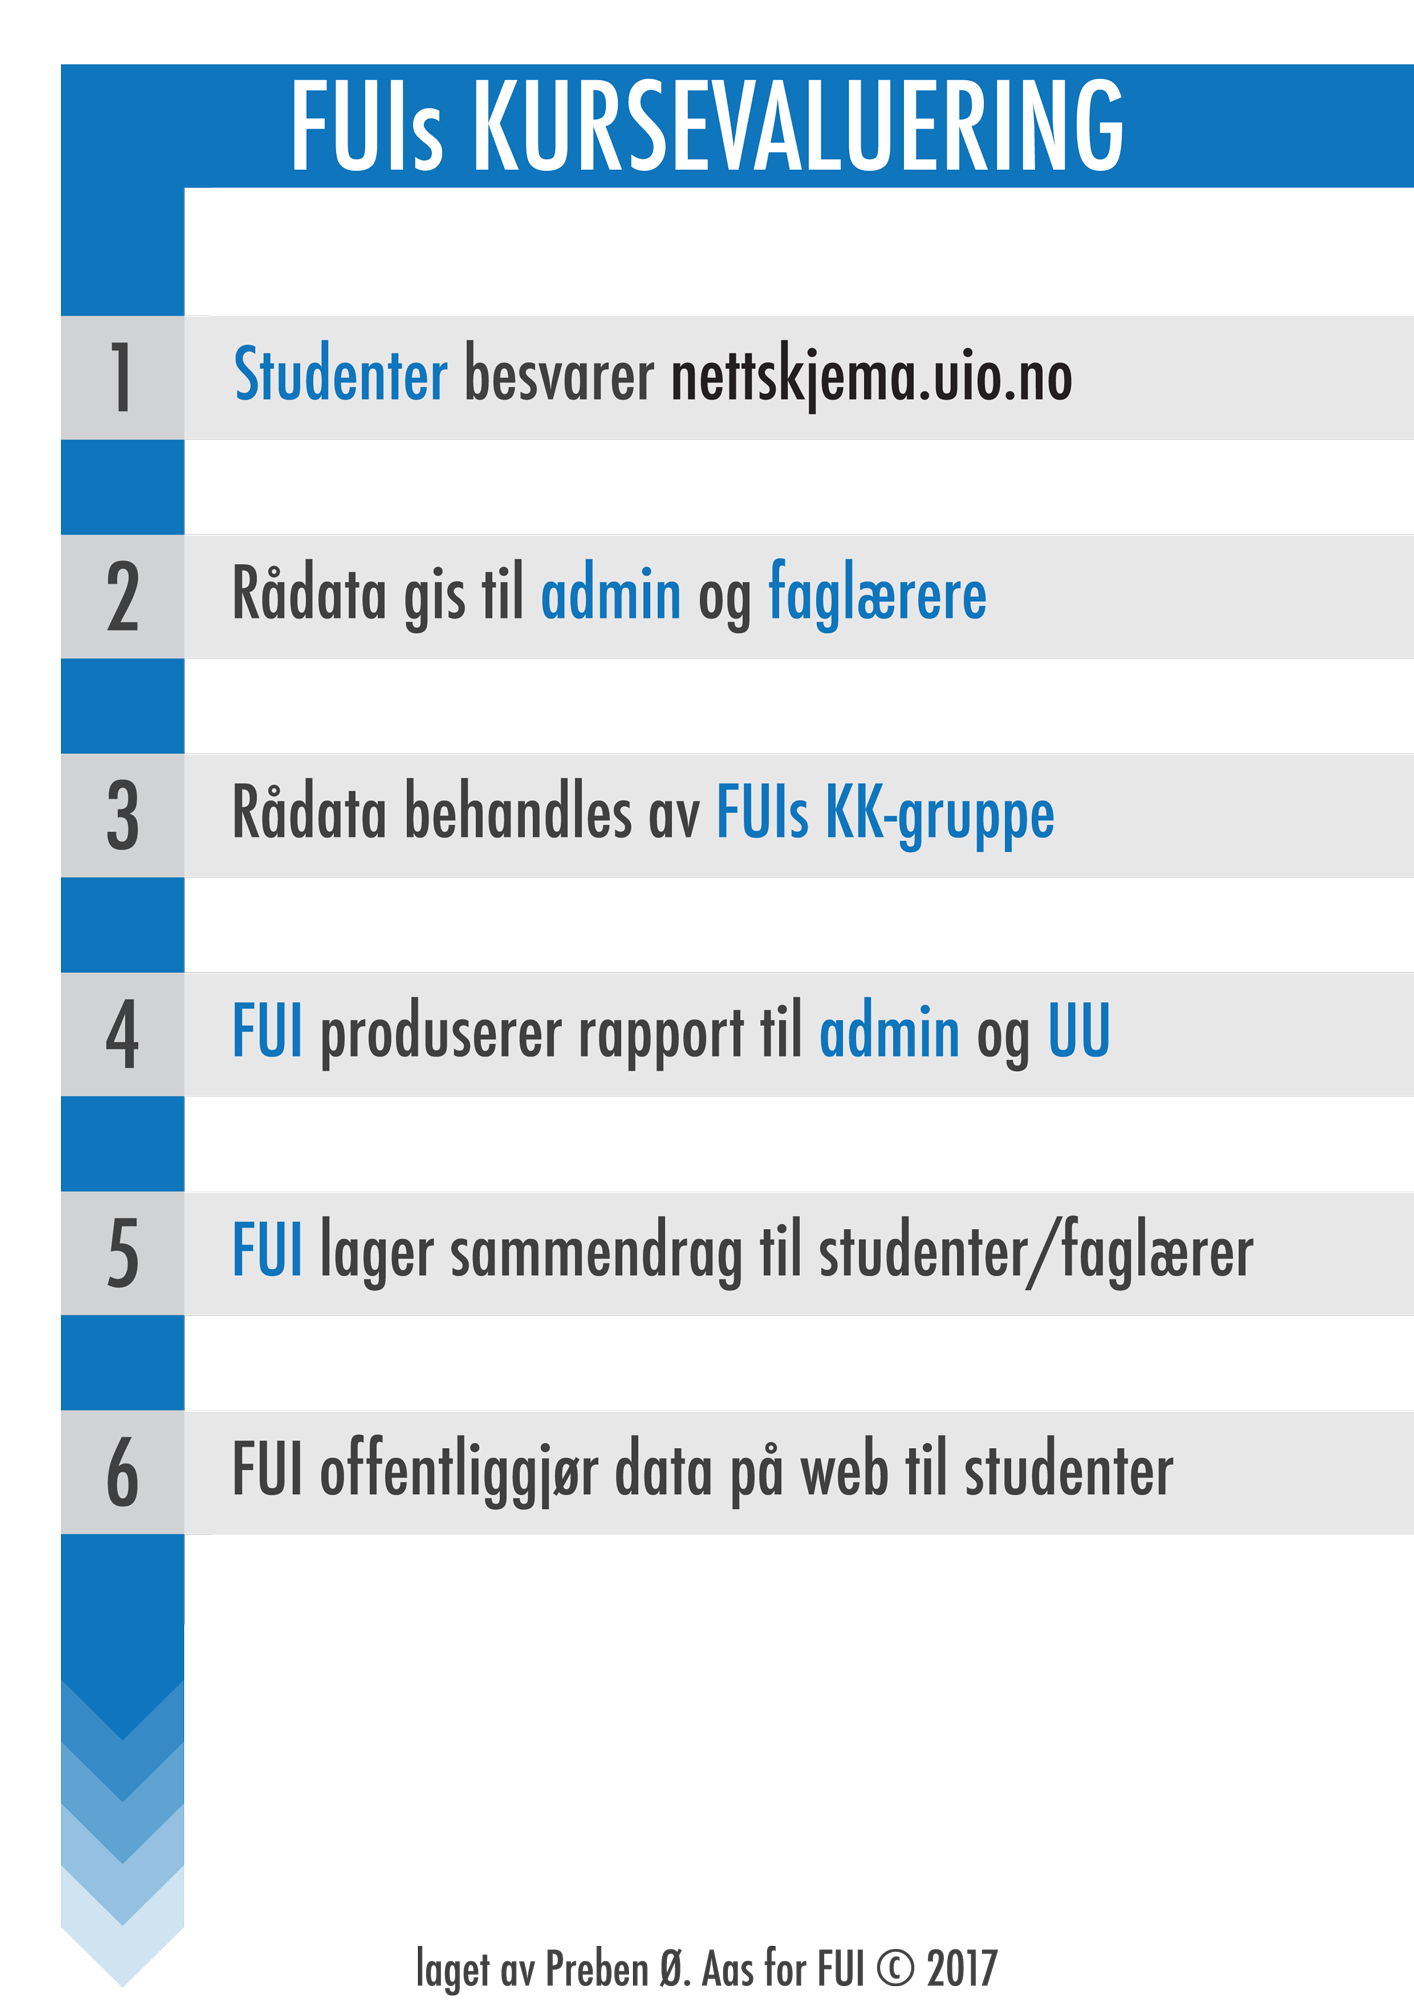 FUIs KURSEVALUERING
1 Studenter besvarer nettskjema.uio.no
2 Rådata gis til admin og faglærere
3 Rådata behandles av FUIs KK-gruppe
4 FUI produserer rapport til admin og UU
5 FUI lager sammendrag til studenter/faglærer
6 FUI offentliggjør data på web til studenter
laget av Preben Ø. Aas for FUI © 2017